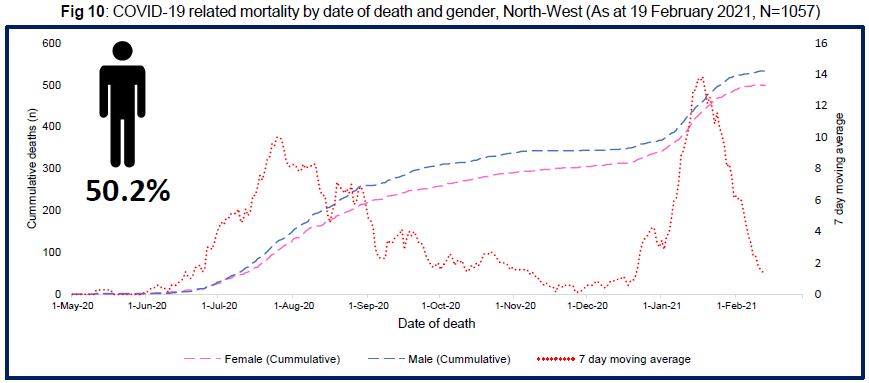 Fig 10: COVID-19 related mortality by date of death and gender, North-West (As at 19 February 2021, N=1057)
600
500
400
300
200
100
0
Cummulative deaths (n)
50.2%
16
14
12
10
8
6
4
2
0
7 day moving average
1-May-20 1-Jun-20 1-Jul-20 1-Aug-20 1-Sep-20 1-Oct-20 1-Nov-20 1-Dec-20 1-Jan-21 1-Feb-21
Date of death
Female (Cummulative) Male (Cummulative) 7 day moving average